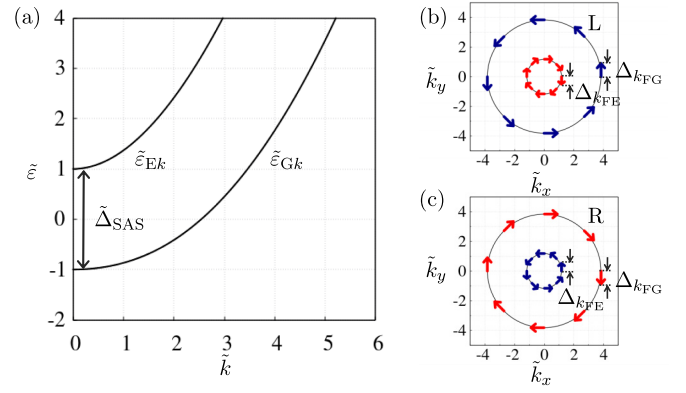 (a)
4
3
2
1
0
-1
-2
ε̃
ε̃Ek
ε̃Gk
Δ̃SAS
0 1 2 3 4 5 6
k̃
(b)
L
4
2
0
-2
-4
k̃y
ΔkFG
ΔkFE
-4 -2 0 2 4
k̃x
(c)
R
4
2
0
-2
-4
k̃y
ΔkFG
ΔkFE
-4 -2 0 2 4
k̃x